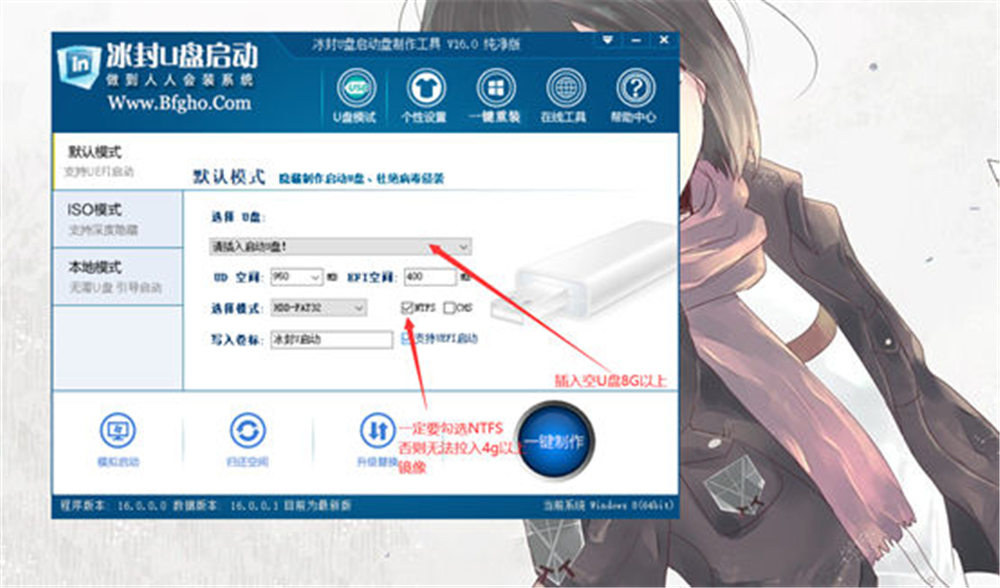 冰封U盘启动盘制作工具 V16.0 纯净版
In
冰封U盘启动
做到人人会装系统
Www.Bfgho.Com
USB
U盘模试
个性设置
一键重装
在线工具
帮助中心
默认模式
支持UEFI启动
ISO模式
支持深度隐藏
本地模式
无需U盘 引导启动
默认模式 隐藏制作启动U盘、杜绝病毒侵袭
选择 U盘:
请插入启动U盘!
UD 空间: 950 MB EFI空间: 400 MB
选择模式: HDD-FAT32 NTFS
写入卷标: 冰封U启动 支持UEFI启动
插入空U盘8G以上
一定要勾选NTFS
否则无法拉入4g以上
镜像
模拟启动
归还空间
升级替换
一键制作
程序版本: 16.0.0.0 数据版本: 16.0.0.1 目前为最新版
当前系统 Windows 8(64bit)